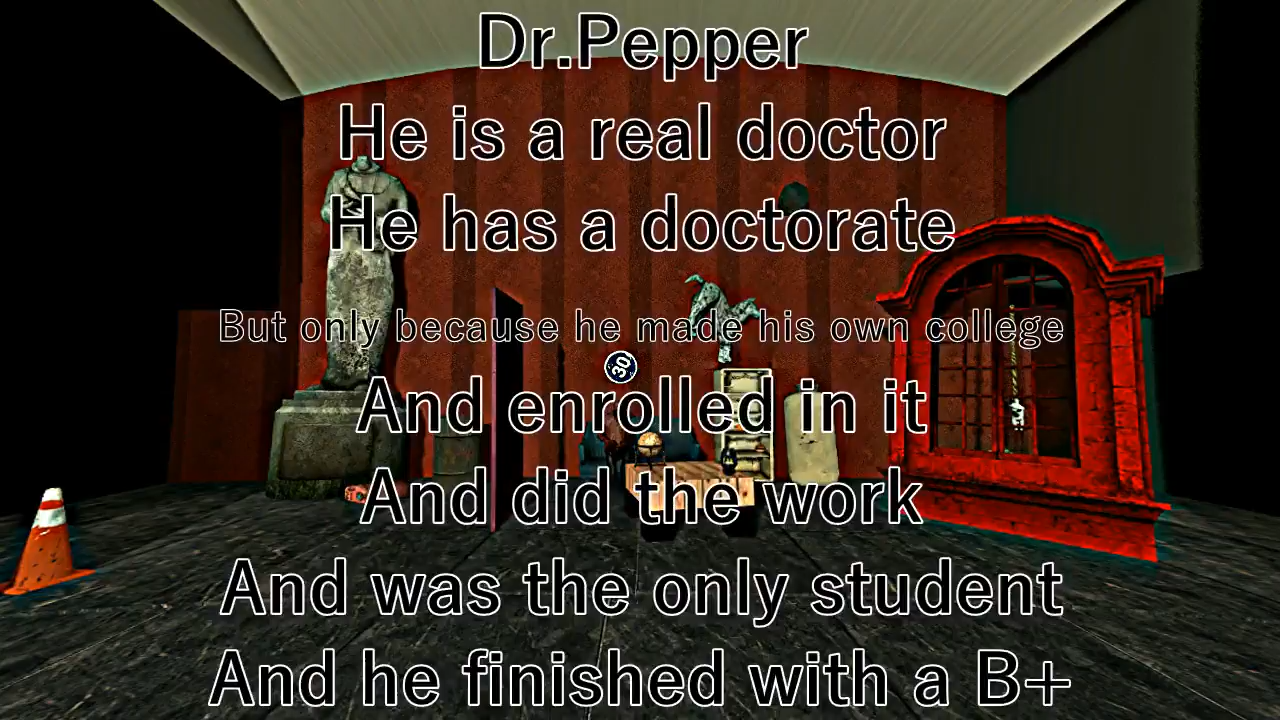 Dr.Pepper
He is a real doctor
He has a doctorate
But only because he made his own college
30
And enrolled in it
And did the work
And was the only student
And he finished with a B+